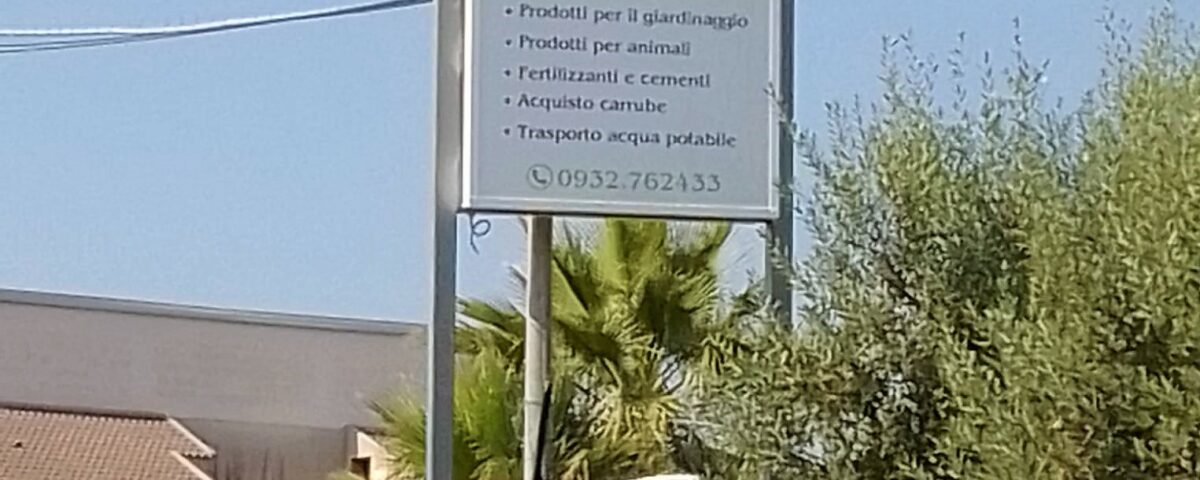 • Prodotti per il giardinaggio
• Prodotti per animali
• Fertilizzanti e cementi
• Acquisto carrube
• Trasporto acqua potabile
0932.762433